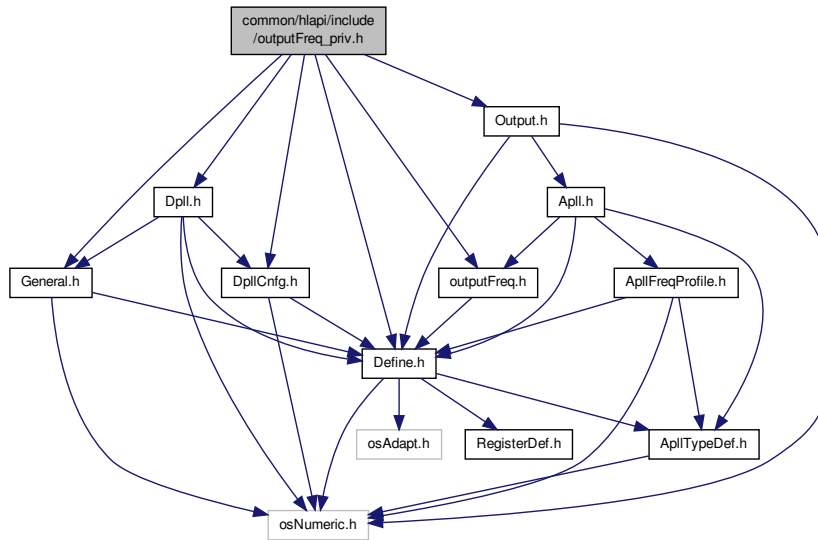 common/hlapi/include
/outputFreq_priv.h
Output.h
Dpll.h
Apll.h
General.h
DpllCnfg.h
outputFreq.h
ApllFreqProfile.h
Define.h
osAdapt.h
RegisterDef.h
ApllTypeDef.h
osNumeric.h